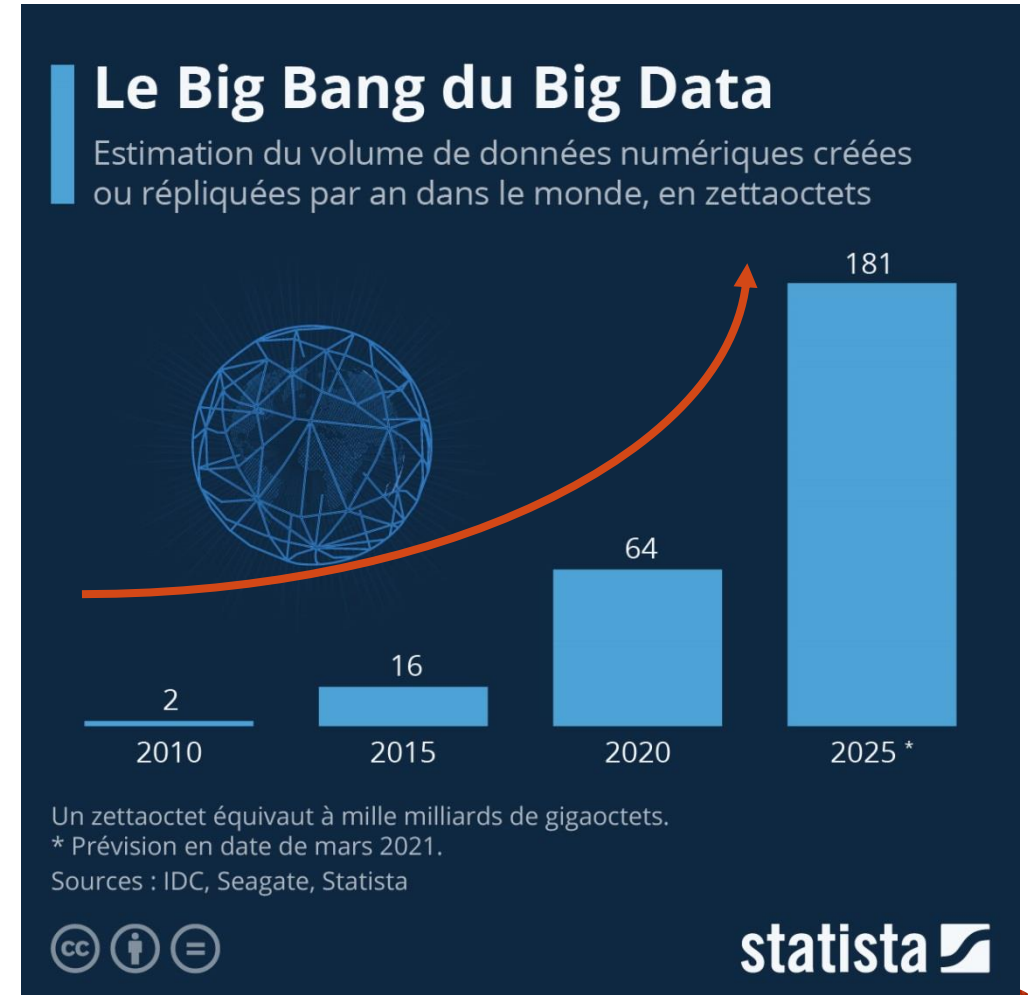 Le Big Bang du Big Data
Estimation du volume de données numériques créées
ou répliquées par an dans le monde, en zettaoctets
181
64
16
2
2010
2015
2020
2025 *
Un zettaoctet équivaut à mille milliards de gigaoctets.
* Prévision en date de mars 2021.
Sources : IDC, Seagate, Statista
cc
statista